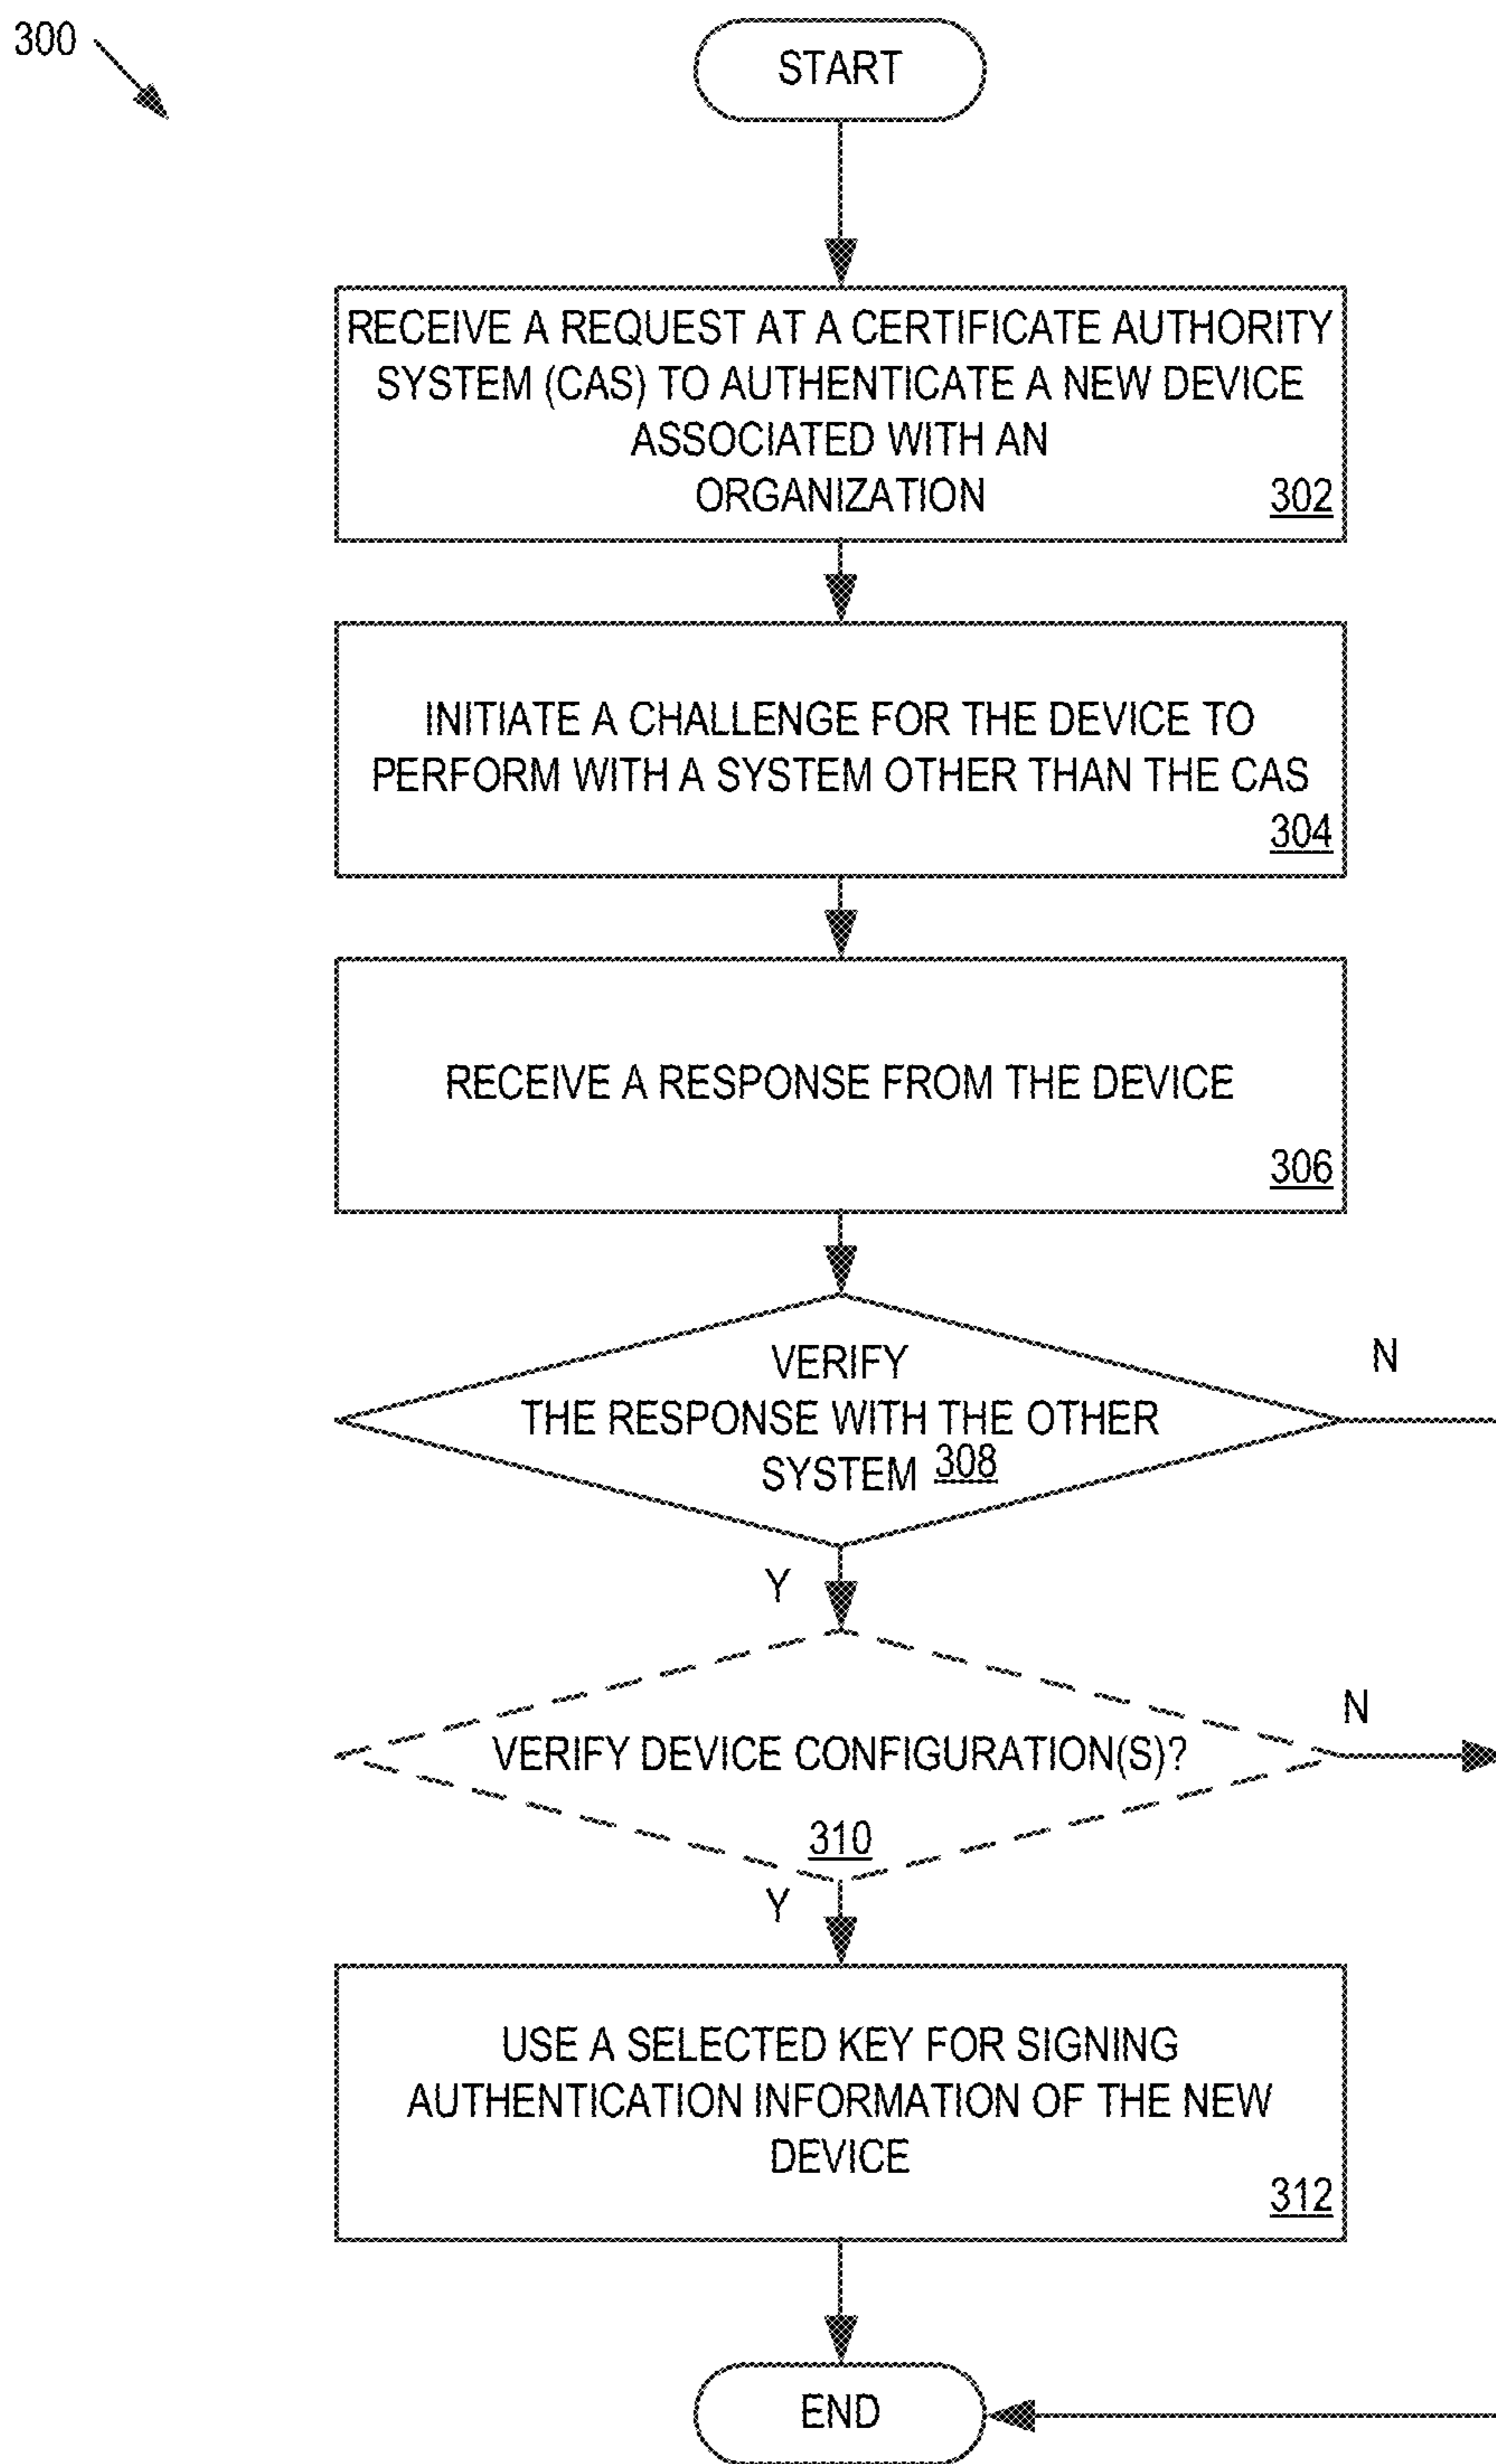 300
START
RECEIVE A REQUEST AT A CERTIFICATE AUTHORITY
SYSTEM (CAS) TO AUTHENTICATE A NEW DEVICE
ASSOCIATED WITH AN
ORGANIZATION 302
INITIATE A CHALLENGE FOR THE DEVICE TO
PERFORM WITH A SYSTEM OTHER THAN THE CAS
304
RECEIVE A RESPONSE FROM THE DEVICE
306
VERIFY
THE RESPONSE WITH THE OTHER
SYSTEM 308
N
Y
VERIFY DEVICE CONFIGURATION(S)?
310
N
Y
USE A SELECTED KEY FOR SIGNING
AUTHENTICATION INFORMATION OF THE NEW
DEVICE
312
END